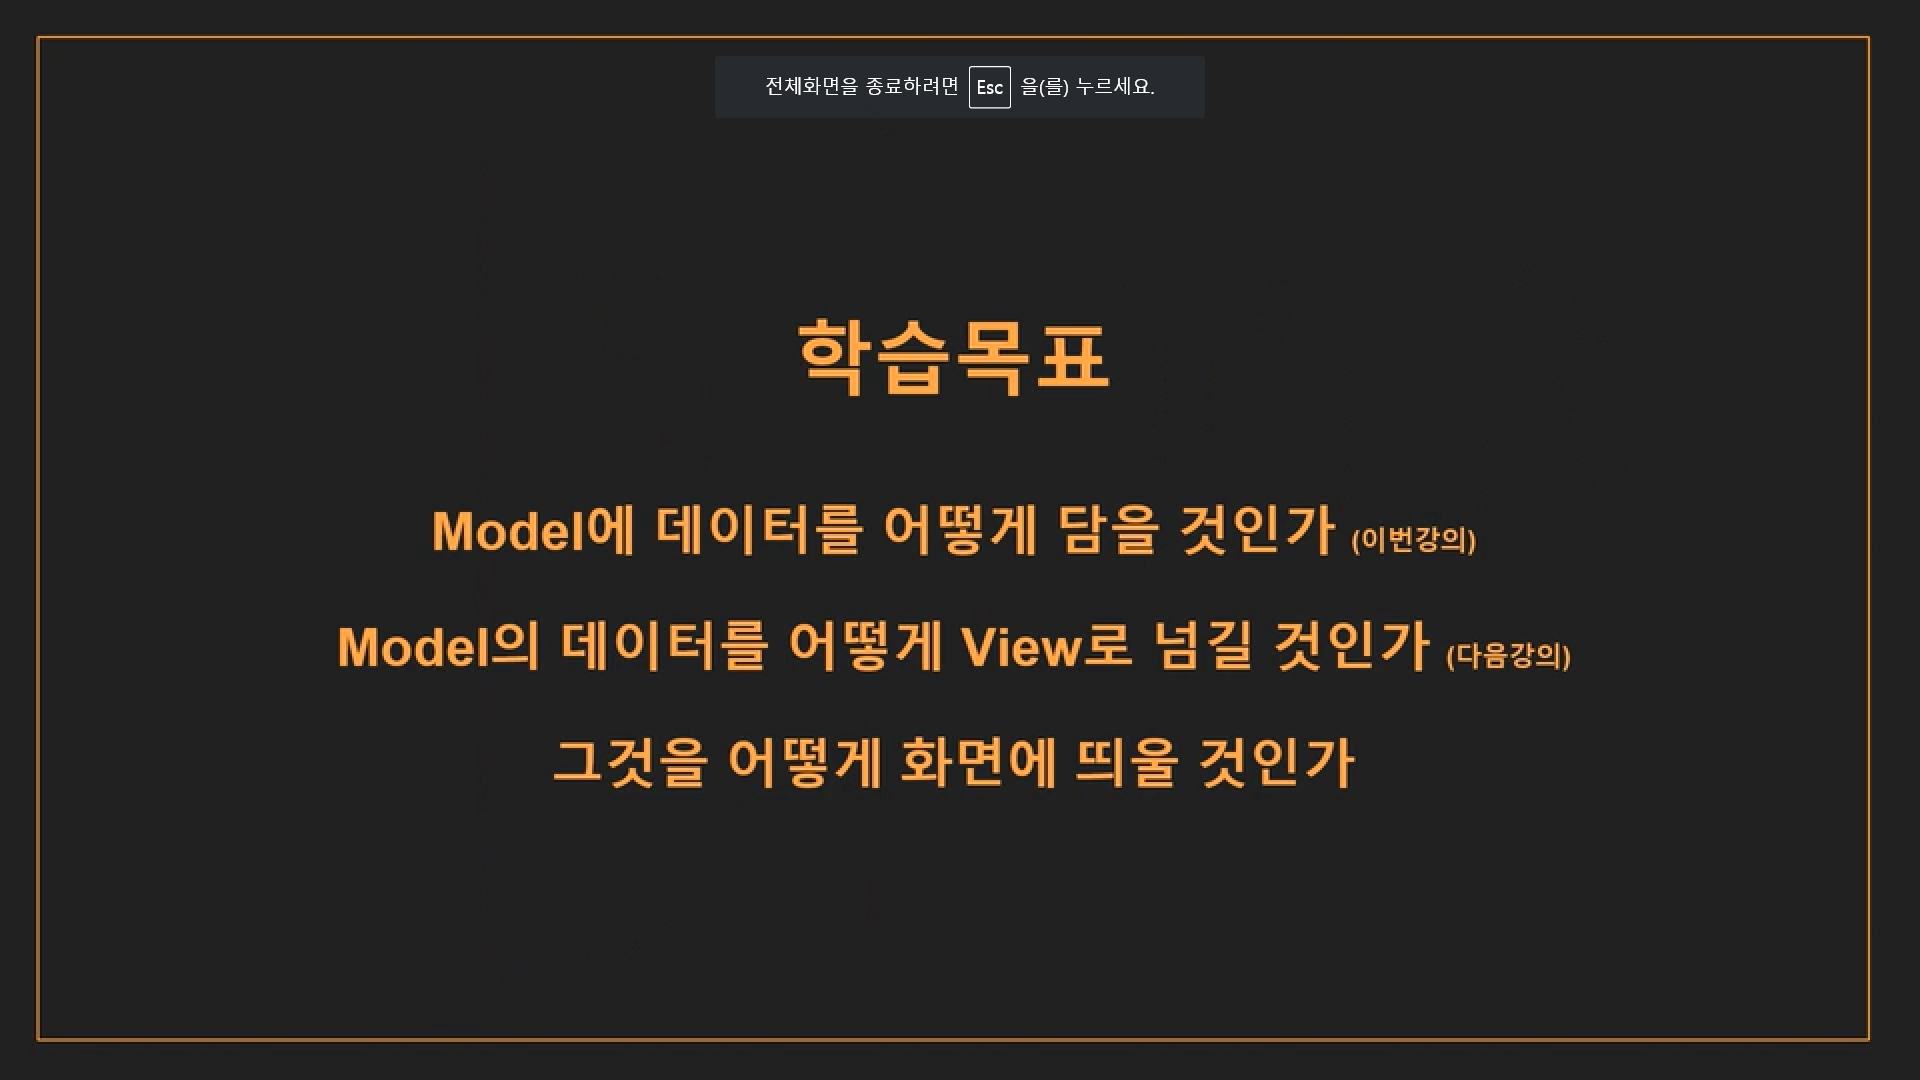 전체화면을 종료하려면 Esc 을(를) 누르세요.
학습목표
Model에 데이터를 어떻게 담을 것인가 (이번강의)
Model의 데이터를 어떻게 View로 넘길 것인가 (다음강의)
그것을 어떻게 화면에 띄울 것인가